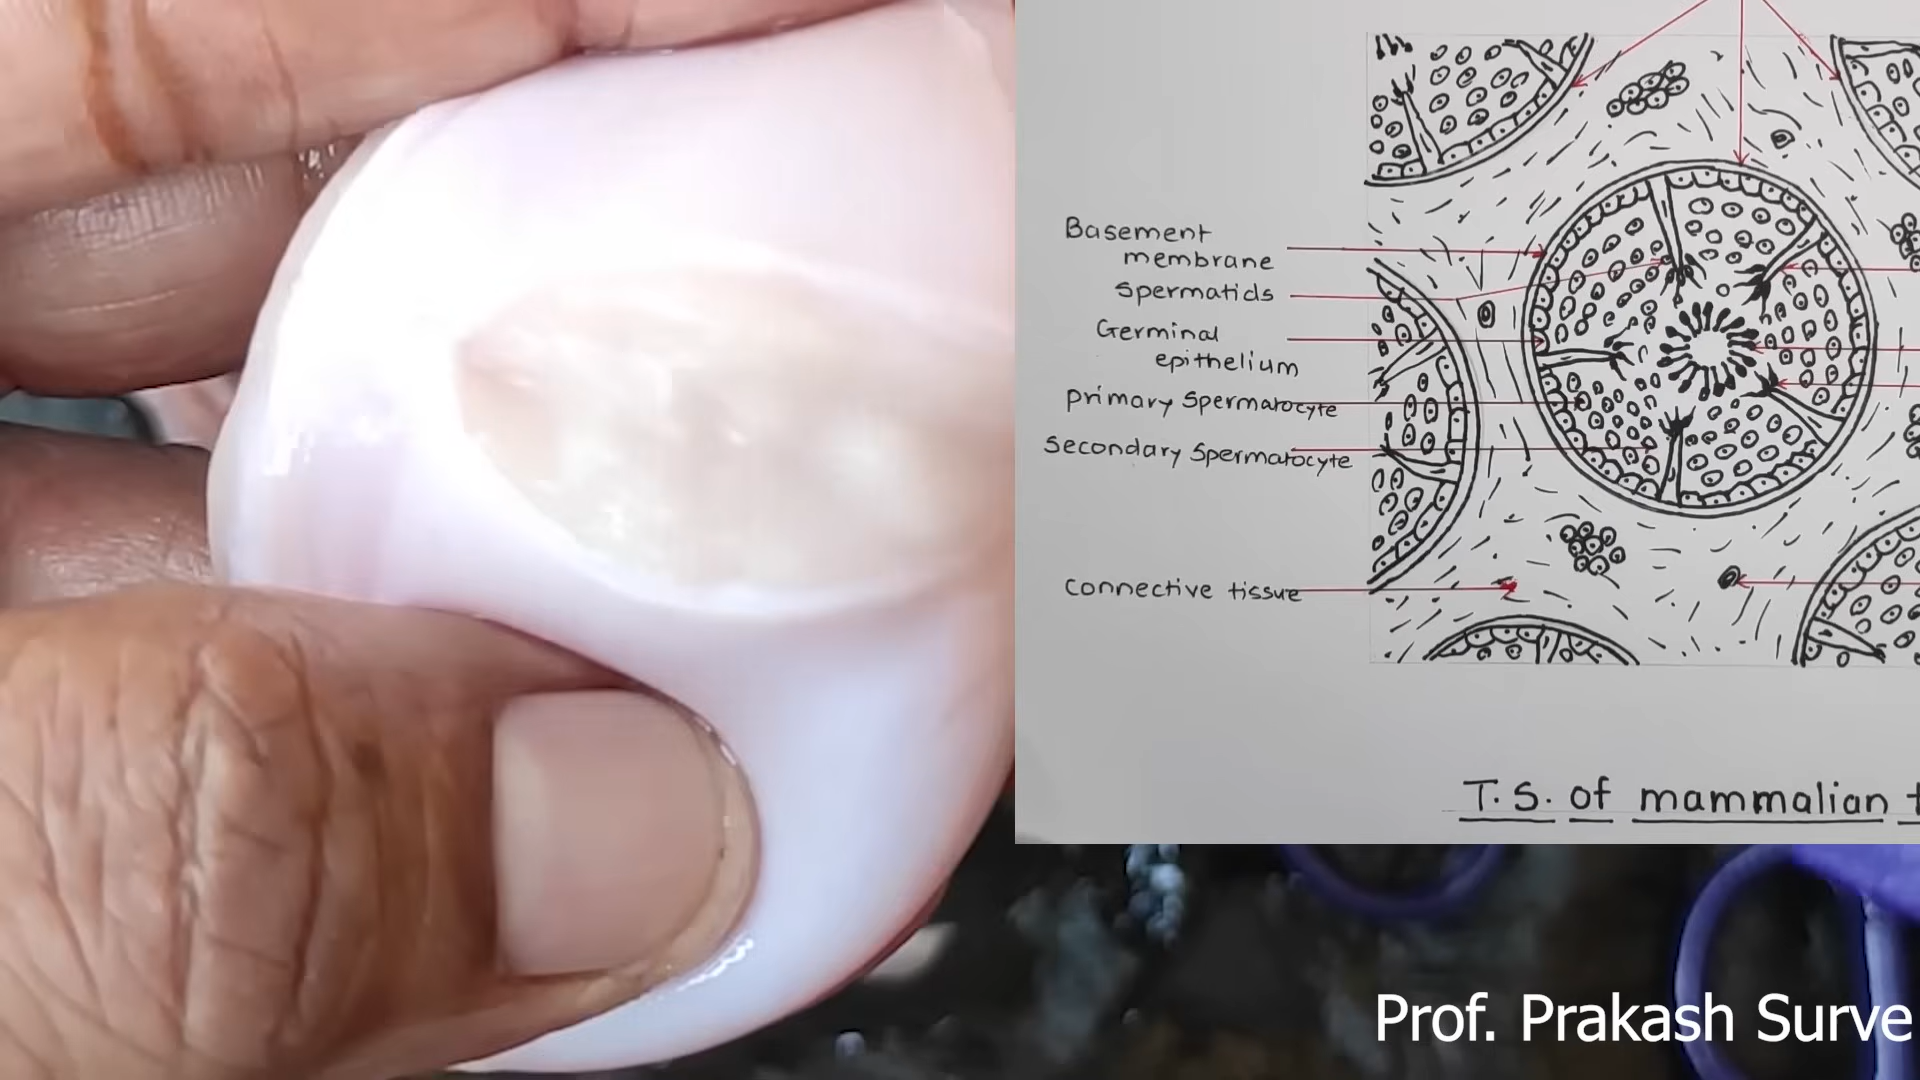 Basement
membrane
Spermatids
Germinal
epithelium
primary Spermatocyte
Secondary Spermatocyte
connective tissue
T.S. of mammalian t
Prof. Prakash Surve